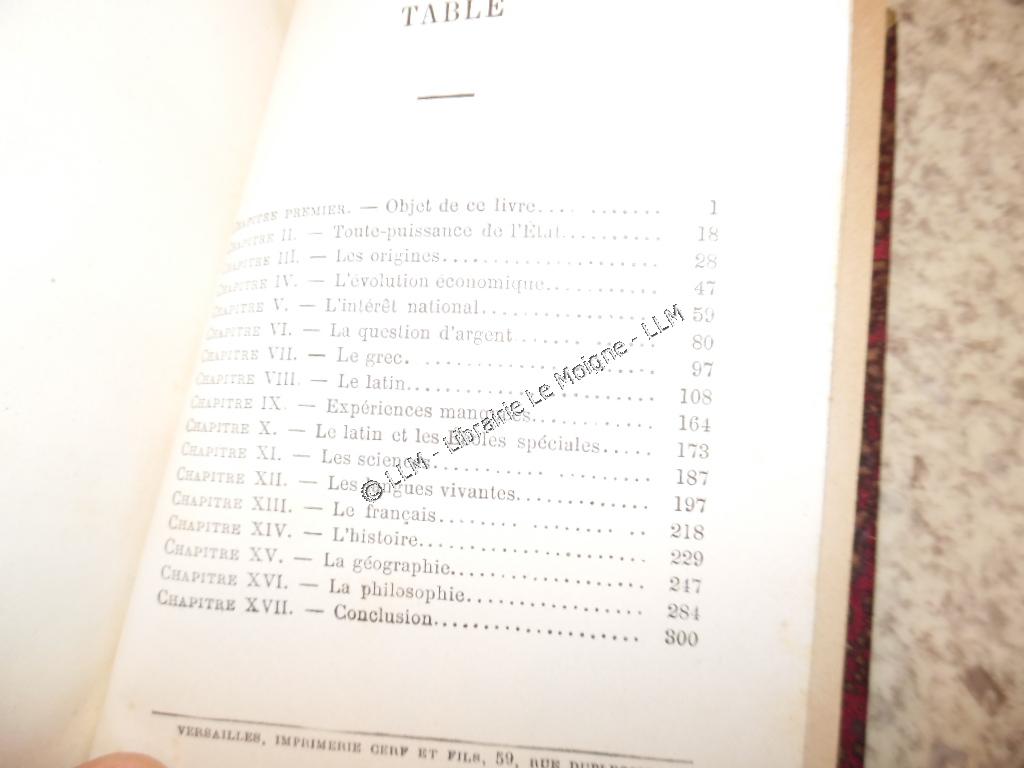 TABLE
CHAPITRE PREMIER. — Objet de ce livre.... ....... 1
CHAPITRE II. — Toute-puissance de l'État.......... 18
CHAPITRE III. — Les origines...................... 28
CHAPITRE IV. — L'évolution économique........... 47
CHAPITRE V. — L'intérêt national.................. 59
CHAPITRE VI. — La question d'argent...... ...... 80
CHAPITRE VII. — Le grec. ....................... 97
CHAPITRE VIII. — Le latin......................... 108
CHAPITRE IX. — Expériences manquées............ 164
CHAPITRE X. — Le latin et les Écoles spéciales..... 173
CHAPITRE XI. — Les sciences........... ......... 187
CHAPITRE XII. — Les langues vivantes........... 197
CHAPITRE XIII. — Le français........ ......... .. 218
CHAPITRE XIV. — L'histoire...................... 229
CHAPITRE XV. — La géographie................... 247
CHAPITRE XVI. — La philosophie................. 284
CHAPITRE XVII. — Conclusion.................... 300
© LLM - Librairie Le Moigne - LLM
VERSAILLES, IMPRIMERIE CERF ET FILS, 59, RUE